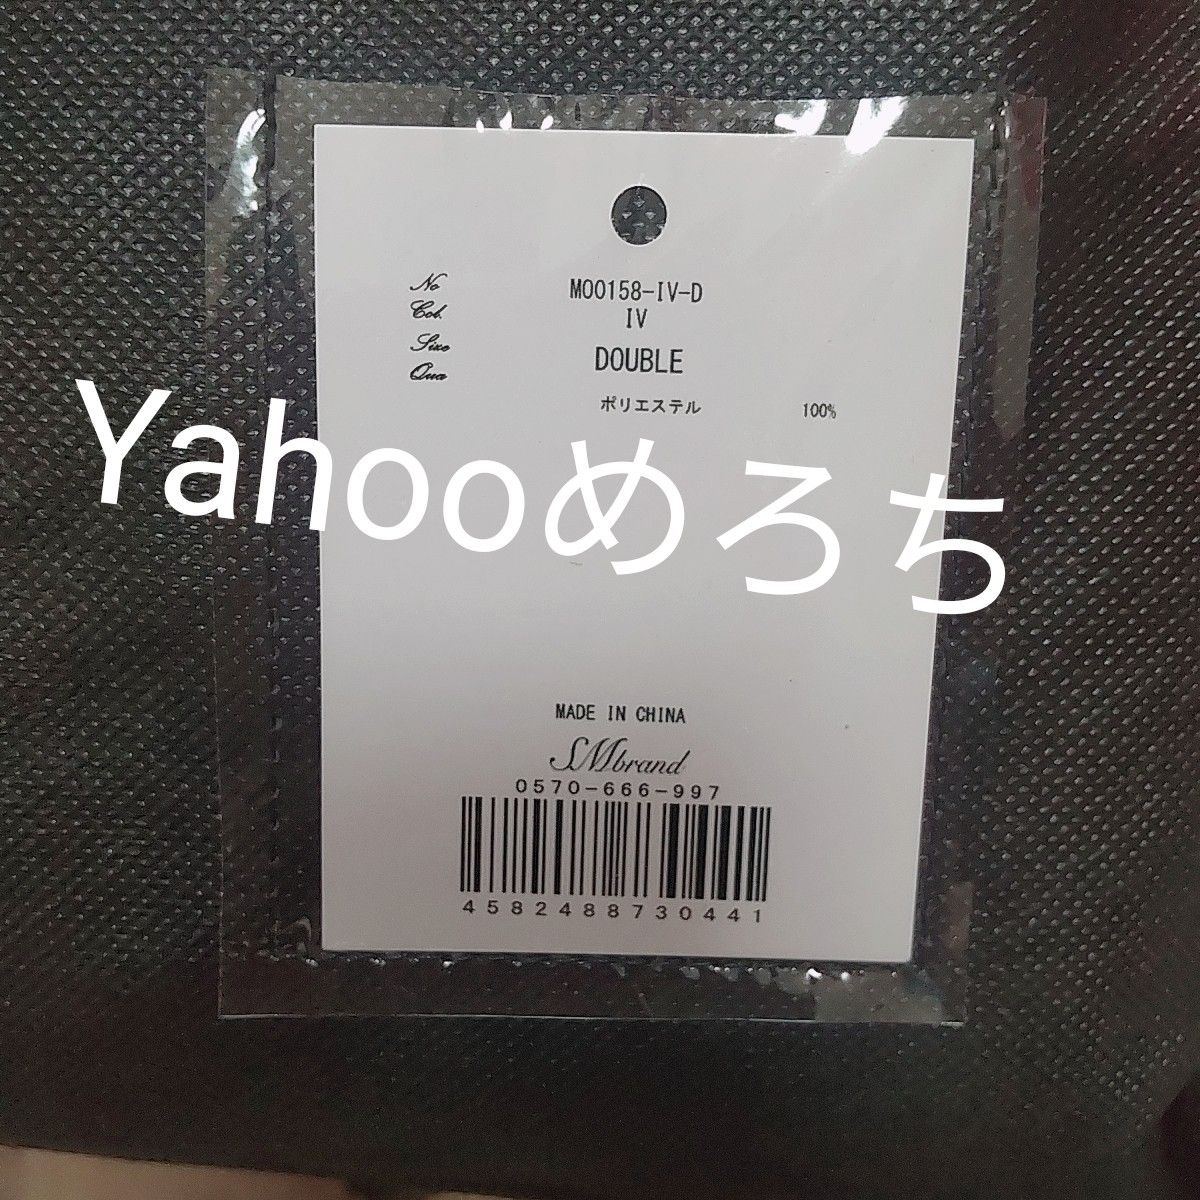 No M00158-IV-D
Col. IV
Size DOUBLE
Qua ポリエステル 100%
Yahooめろち
MADE IN CHINA
SMbrand
0570-666-997
4582488730441